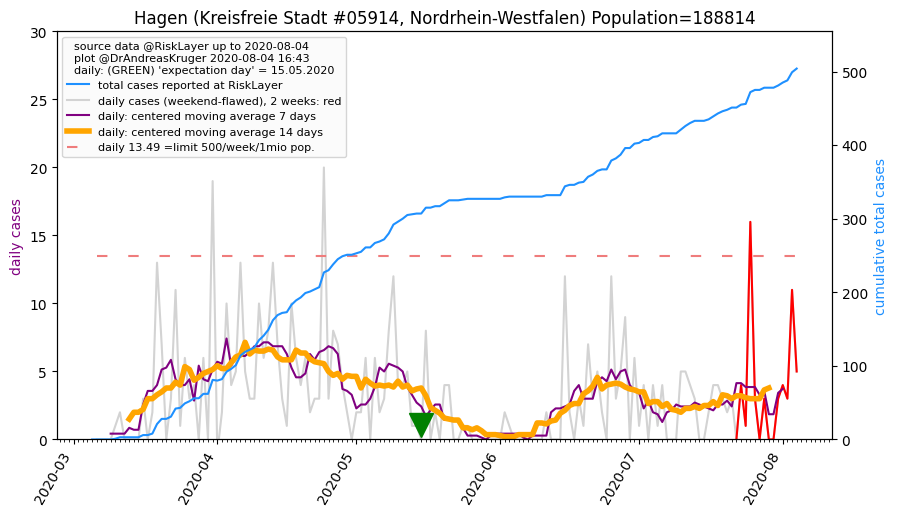 Hagen (Kreisfreie Stadt #05914, Nordrhein-Westfalen) Population=188814
source data @RiskLayer up to 2020-08-04
plot @DrAndreasKruger 2020-08-04 16:43
daily: (GREEN) 'expectation day' = 15.05.2020
total cases reported at RiskLayer
daily cases (weekend-flawed), 2 weeks: red
daily: centered moving average 7 days
daily: centered moving average 14 days
daily 13.49 =limit 500/week/1mio pop.
daily cases
30
25
20
15
10
5
0
cumulative total cases
500
400
300
200
100
0
2020-03
2020-04
2020-05
2020-06
2020-07
2020-08